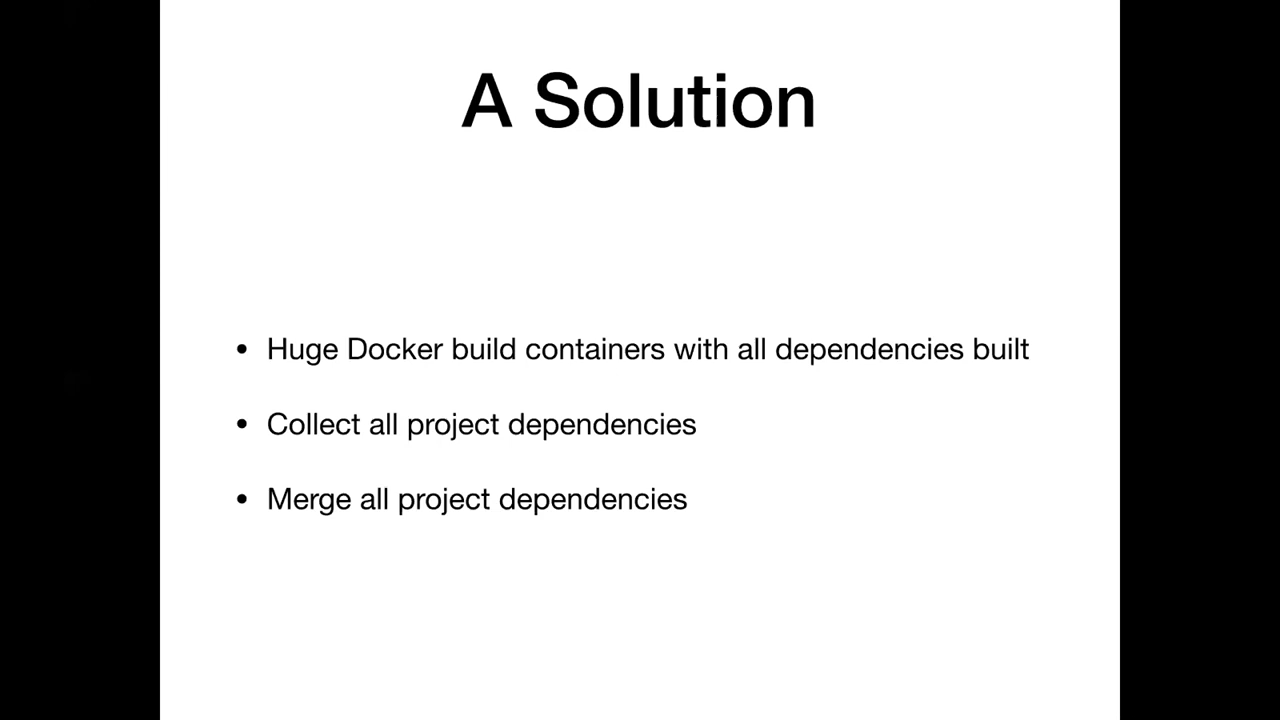 A Solution
• Huge Docker build containers with all dependencies built
• Collect all project dependencies
• Merge all project dependencies